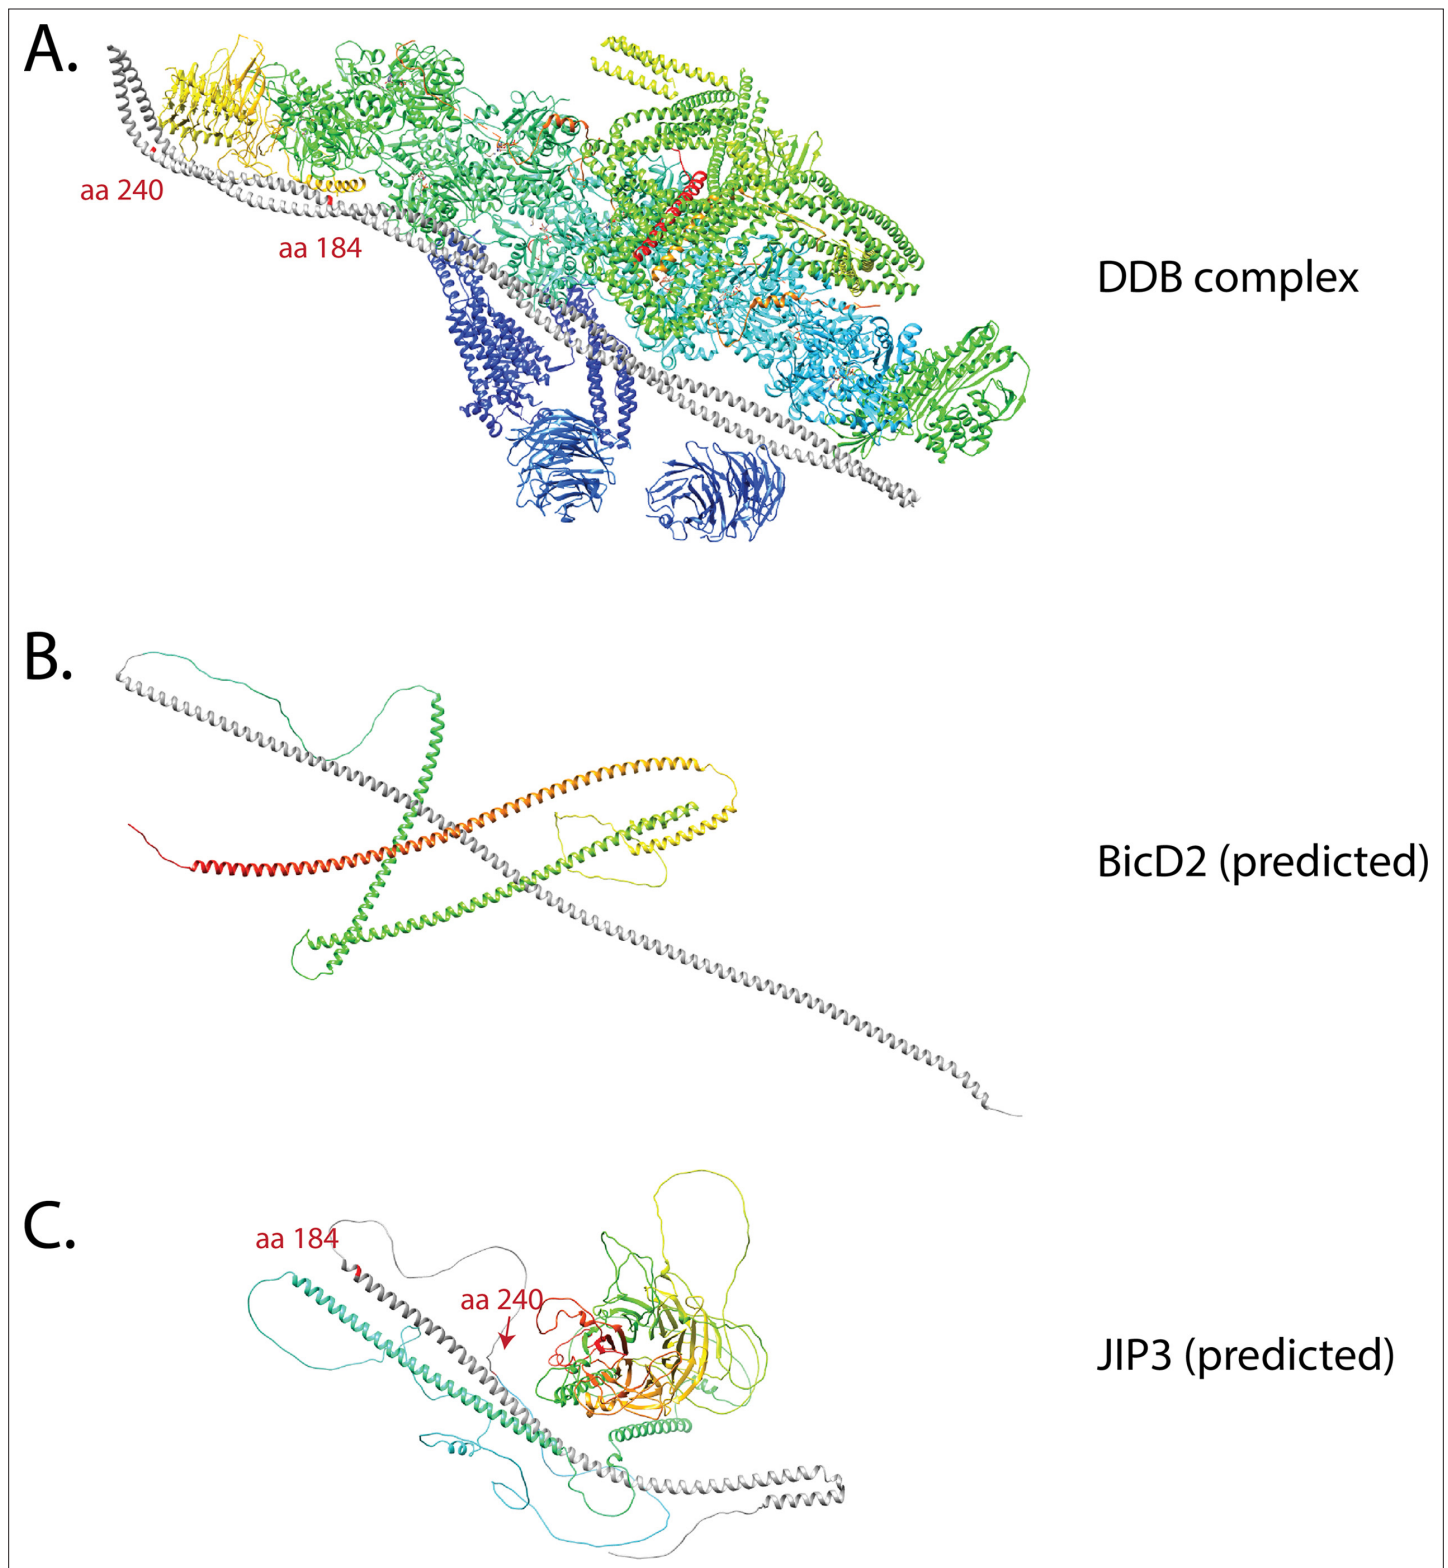 A.
aa 240
aa 184
DDB complex
B.
BicD2 (predicted)
C.
aa 184
aa 240
JIP3 (predicted)